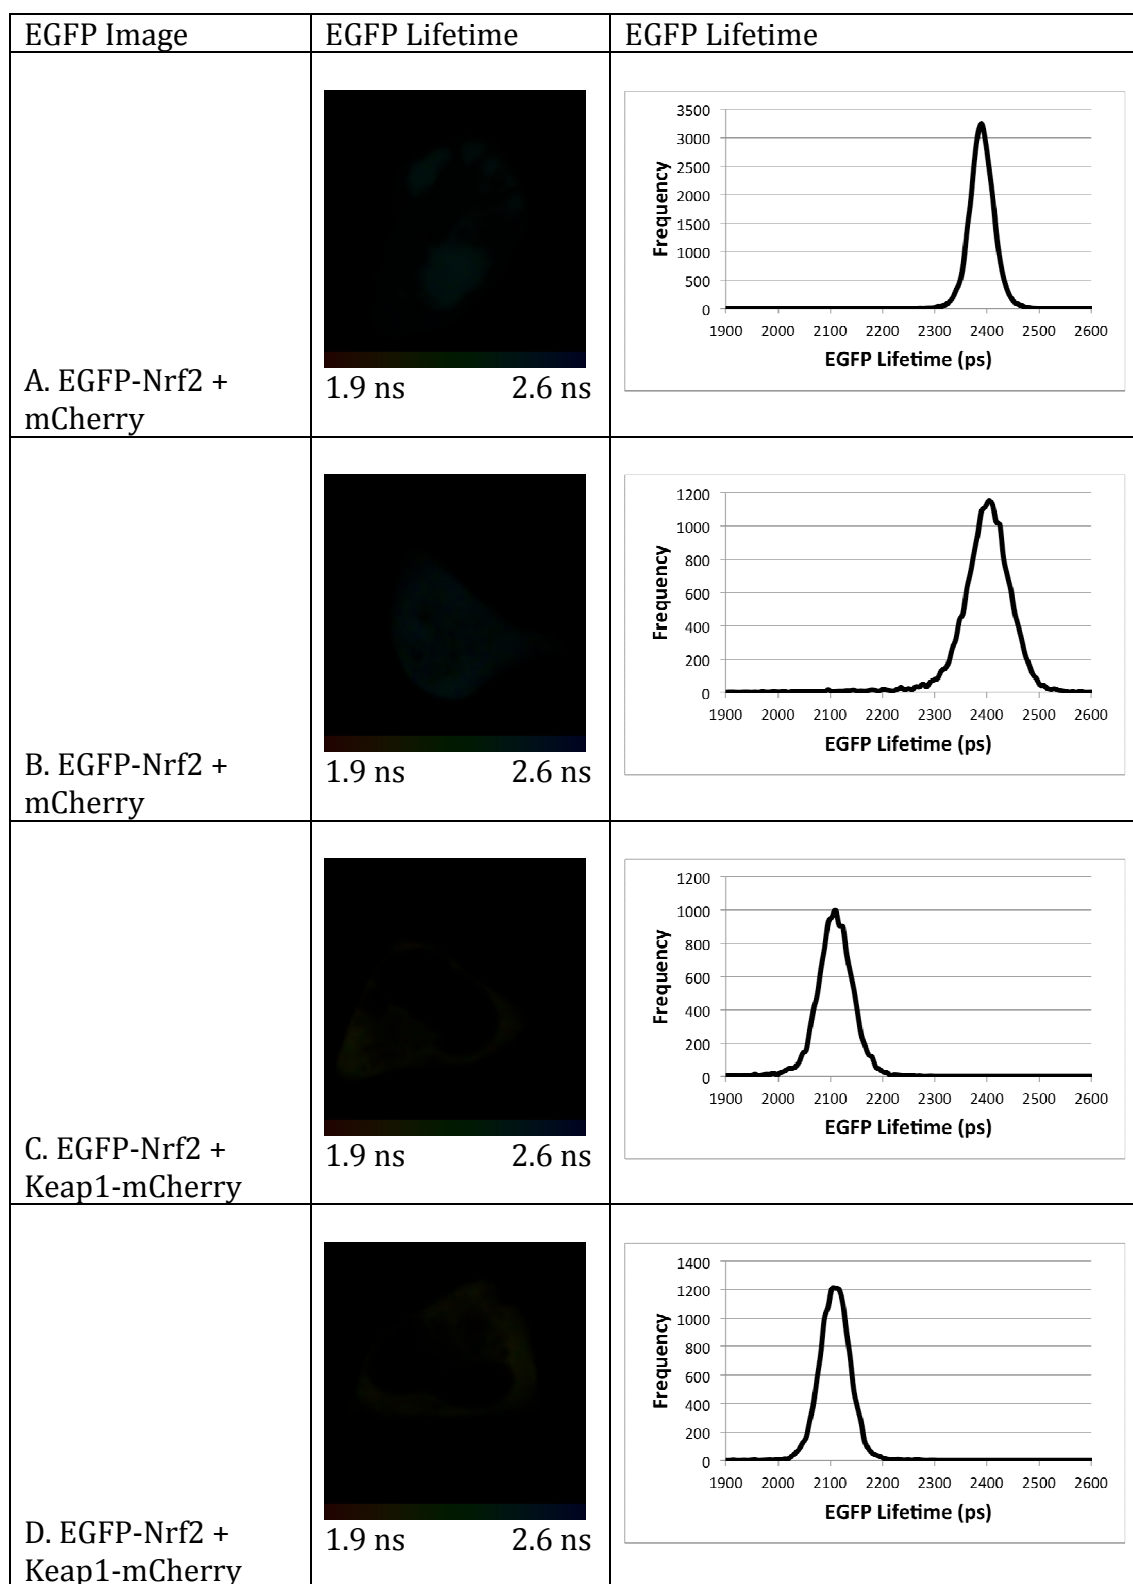 EGFP Image
EGFP Lifetime
EGFP Lifetime
A. EGFP-Nrf2 +
mCherry
1.9 ns 2.6 ns
3500
3000
2500
2000
1500
1000
500
0
Frequency
1900 2000 2100 2200 2300 2400 2500 2600
EGFP Lifetime (ps)
B. EGFP-Nrf2 +
mCherry
1.9 ns 2.6 ns
1200
1000
800
600
400
200
0
Frequency
1900 2000 2100 2200 2300 2400 2500 2600
EGFP Lifetime (ps)
C. EGFP-Nrf2 +
Keap1-mCherry
1.9 ns 2.6 ns
1200
1000
800
600
400
200
0
Frequency
1900 2000 2100 2200 2300 2400 2500 2600
EGFP Lifetime (ps)
D. EGFP-Nrf2 +
Keap1-mCherry
1.9 ns 2.6 ns
1400
1200
1000
800
600
400
200
0
Frequency
1900 2000 2100 2200 2300 2400 2500 2600
EGFP Lifetime (ps)